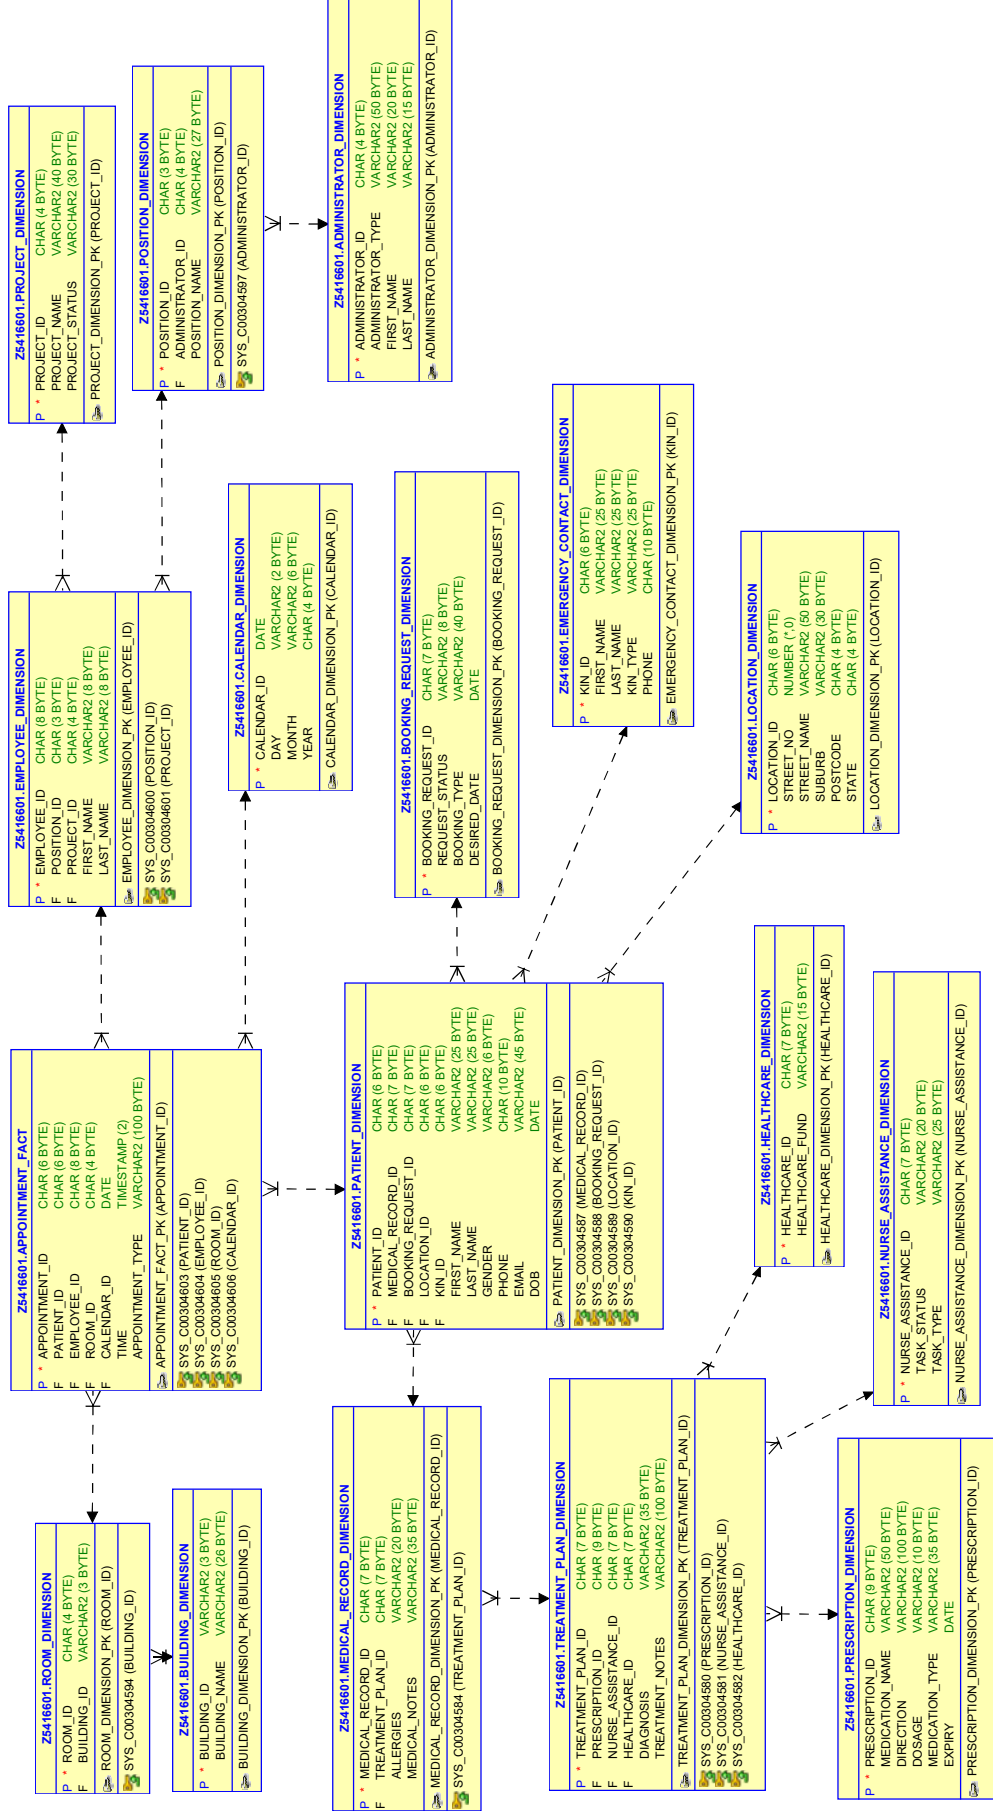 Z5416601.PROJECT_DIMENSION
P * PROJECT_ID CHAR (4 BYTE)
PROJECT_NAME VARCHAR2 (40 BYTE)
PROJECT_STATUS VARCHAR2 (30 BYTE)
PROJECT_DIMENSION_PK (PROJECT_ID)
Z5416601.POSITION_DIMENSION
P * POSITION_ID CHAR (3 BYTE)
F ADMINISTRATOR_ID CHAR (4 BYTE)
POSITION_NAME VARCHAR2 (27 BYTE)
POSITION_DIMENSION_PK (POSITION_ID)
SYS_C00304597 (ADMINISTRATOR_ID)
Z5416601.ADMINISTRATOR_DIMENSION
P * ADMINISTRATOR_ID CHAR (4 BYTE)
ADMINISTRATOR_TYPE VARCHAR2 (50 BYTE)
FIRST_NAME VARCHAR2 (20 BYTE)
LAST_NAME VARCHAR2 (15 BYTE)
ADMINISTRATOR_DIMENSION_PK (ADMINISTRATOR_ID)
Z5416601.EMPLOYEE_DIMENSION
P * EMPLOYEE_ID CHAR (8 BYTE)
F POSITION_ID CHAR (3 BYTE)
F PROJECT_ID CHAR (4 BYTE)
FIRST_NAME VARCHAR2 (8 BYTE)
LAST_NAME VARCHAR2 (8 BYTE)
EMPLOYEE_DIMENSION_PK (EMPLOYEE_ID)
SYS_C00304600 (POSITION_ID)
SYS_C00304601 (PROJECT_ID)
Z5416601.CALENDAR_DIMENSION
P * CALENDAR_ID DATE
DAY VARCHAR2 (2 BYTE)
MONTH VARCHAR2 (6 BYTE)
YEAR CHAR (4 BYTE)
CALENDAR_DIMENSION_PK (CALENDAR_ID)
Z5416601.BOOKING_REQUEST_DIMENSION
P * BOOKING_REQUEST_ID CHAR (7 BYTE)
REQUEST_STATUS VARCHAR2 (8 BYTE)
BOOKING_TYPE VARCHAR2 (40 BYTE)
DESIRED_DATE DATE
BOOKING_REQUEST_DIMENSION_PK (BOOKING_REQUEST_ID)
Z5416601.EMERGENCY_CONTACT_DIMENSION
P * KIN_ID CHAR (6 BYTE)
FIRST_NAME VARCHAR2 (25 BYTE)
LAST_NAME VARCHAR2 (25 BYTE)
KIN_TYPE VARCHAR2 (25 BYTE)
PHONE CHAR (10 BYTE)
EMERGENCY_CONTACT_DIMENSION_PK (KIN_ID)
Z5416601.LOCATION_DIMENSION
P * LOCATION_ID CHAR (6 BYTE)
STREET_NO NUMBER (*,0)
STREET_NAME VARCHAR2 (50 BYTE)
SUBURB VARCHAR2 (30 BYTE)
POSTCODE CHAR (4 BYTE)
STATE CHAR (4 BYTE)
LOCATION_DIMENSION_PK (LOCATION_ID)
Z5416601.APPOINTMENT_FACT
P * APPOINTMENT_ID CHAR (6 BYTE)
F PATIENT_ID CHAR (6 BYTE)
F EMPLOYEE_ID CHAR (8 BYTE)
F ROOM_ID CHAR (4 BYTE)
F CALENDAR_ID DATE
TIME TIMESTAMP (2)
APPOINTMENT_TYPE VARCHAR2 (100 BYTE)
APPOINTMENT_FACT_PK (APPOINTMENT_ID)
SYS_C00304603 (PATIENT_ID)
SYS_C00304604 (EMPLOYEE_ID)
SYS_C00304605 (ROOM_ID)
SYS_C00304606 (CALENDAR_ID)
Z5416601.PATIENT_DIMENSION
P * PATIENT_ID CHAR (6 BYTE)
F MEDICAL_RECORD_ID CHAR (7 BYTE)
F BOOKING_REQUEST_ID CHAR (7 BYTE)
F LOCATION_ID CHAR (6 BYTE)
F KIN_ID CHAR (6 BYTE)
FIRST_NAME VARCHAR2 (25 BYTE)
LAST_NAME VARCHAR2 (25 BYTE)
GENDER VARCHAR2 (6 BYTE)
PHONE CHAR (10 BYTE)
EMAIL VARCHAR2 (45 BYTE)
DOB DATE
PATIENT_DIMENSION_PK (PATIENT_ID)
SYS_C00304587 (MEDICAL_RECORD_ID)
SYS_C00304588 (BOOKING_REQUEST_ID)
SYS_C00304589 (LOCATION_ID)
SYS_C00304590 (KIN_ID)
Z5416601.HEALTHCARE_DIMENSION
P * HEALTHCARE_ID CHAR (7 BYTE)
HEALTHCARE_FUND VARCHAR2 (15 BYTE)
HEALTHCARE_DIMENSION_PK (HEALTHCARE_ID)
Z5416601.NURSE_ASSISTANCE_DIMENSION
P * NURSE_ASSISTANCE_ID CHAR (7 BYTE)
TASK_STATUS VARCHAR2 (20 BYTE)
TASK_TYPE VARCHAR2 (25 BYTE)
NURSE_ASSISTANCE_DIMENSION_PK (NURSE_ASSISTANCE_ID)
Z5416601.ROOM_DIMENSION
P * ROOM_ID CHAR (4 BYTE)
F BUILDING_ID VARCHAR2 (3 BYTE)
ROOM_DIMENSION_PK (ROOM_ID)
SYS_C00304594 (BUILDING_ID)
Z5416601.BUILDING_DIMENSION
P * BUILDING_ID VARCHAR2 (3 BYTE)
BUILDING_NAME VARCHAR2 (26 BYTE)
BUILDING_DIMENSION_PK (BUILDING_ID)
Z5416601.MEDICAL_RECORD_DIMENSION
P * MEDICAL_RECORD_ID CHAR (7 BYTE)
F TREATMENT_PLAN_ID CHAR (7 BYTE)
ALLERGIES VARCHAR2 (20 BYTE)
MEDICAL_NOTES VARCHAR2 (35 BYTE)
MEDICAL_RECORD_DIMENSION_PK (MEDICAL_RECORD_ID)
SYS_C00304584 (TREATMENT_PLAN_ID)
Z5416601.TREATMENT_PLAN_DIMENSION
P * TREATMENT_PLAN_ID CHAR (7 BYTE)
F PRESCRIPTION_ID CHAR (9 BYTE)
F NURSE_ASSISTANCE_ID CHAR (7 BYTE)
F HEALTHCARE_ID CHAR (7 BYTE)
DIAGNOSIS VARCHAR2 (35 BYTE)
TREATMENT_NOTES VARCHAR2 (100 BYTE)
TREATMENT_PLAN_DIMENSION_PK (TREATMENT_PLAN_ID)
SYS_C00304580 (PRESCRIPTION_ID)
SYS_C00304581 (NURSE_ASSISTANCE_ID)
SYS_C00304582 (HEALTHCARE_ID)
Z5416601.PRESCRIPTION_DIMENSION
P * PRESCRIPTION_ID CHAR (9 BYTE)
MEDICATION_NAME VARCHAR2 (50 BYTE)
DIRECTION VARCHAR2 (100 BYTE)
DOSAGE VARCHAR2 (10 BYTE)
MEDICATION_TYPE VARCHAR2 (35 BYTE)
EXPIRY DATE
PRESCRIPTION_DIMENSION_PK (PRESCRIPTION_ID)